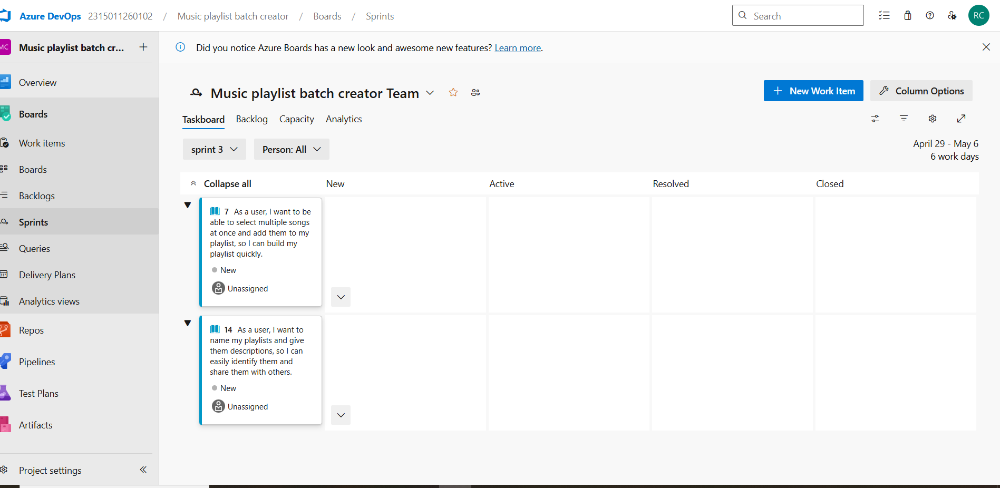 Azure DevOps 2315011260102 / Music playlist batch creator / Boards / Sprints
Search
RC
MC Music playlist batch cr... +
Did you notice Azure Boards has a new look and awesome new features? Learn more.
Overview
Boards
Work items
Boards
Backlogs
Sprints
Queries
Delivery Plans
Analytics views
Repos
Pipelines
Test Plans
Artifacts
Project settings
Music playlist batch creator Team
New Work Item
Column Options
Taskboard Backlog Capacity Analytics
sprint 3 Person: All
April 29 - May 6
6 work days
Collapse all New Active Resolved Closed
7 As a user, I want to be
able to select multiple songs
at once and add them to my
playlist, so I can build my
playlist quickly.
New
Unassigned
14 As a user, I want to
name my playlists and give
them descriptions, so I can
easily identify them and
share them with others.
New
Unassigned